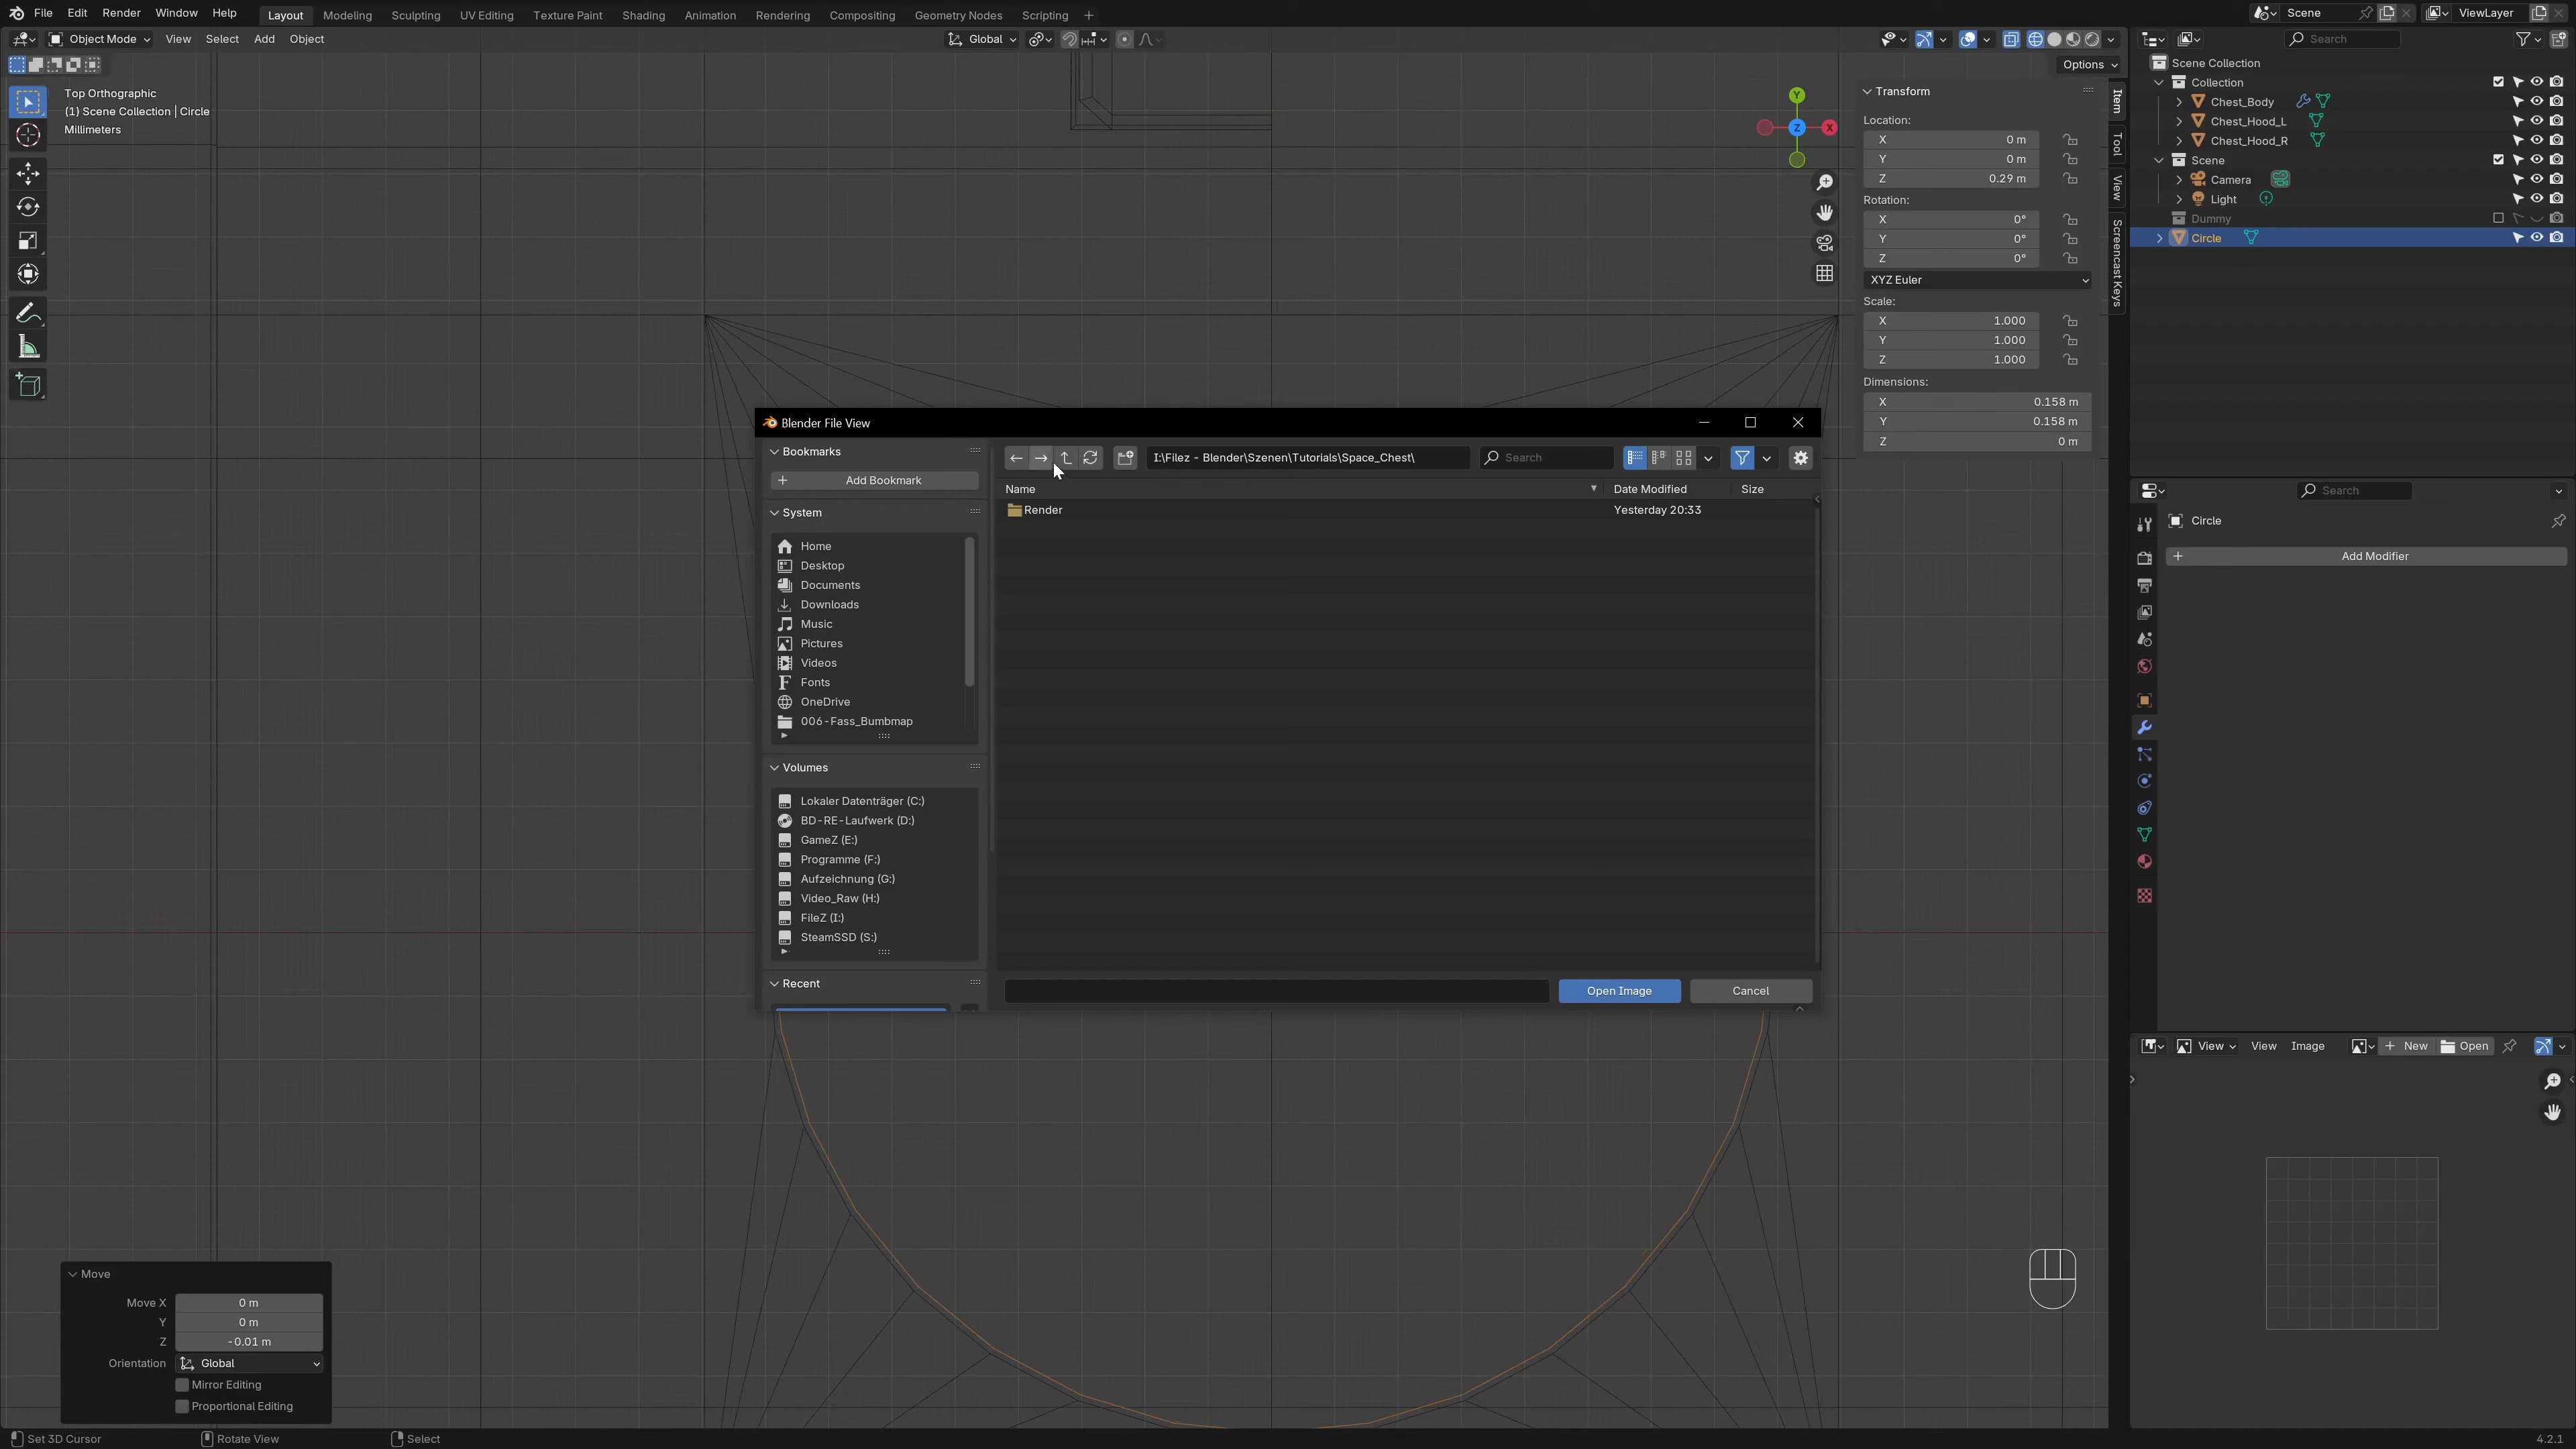 File Edit Render Window Help Layout Modeling Sculpting UV Editing Texture Paint Shading Animation Rendering Compositing Geometry Nodes Scripting Scene ViewLayer
Object Mode View Select Add Object Global Search
Options
Top Orthographic
(1) Scene Collection | Circle
Millimeters
Y
X
Z
Transform
Location:
X 0 m
Y 0 m
Z 0.29 m
Rotation:
X 0°
Y 0°
Z 0°
XYZ Euler
Scale:
X 1.000
Y 1.000
Z 1.000
Dimensions:
X 0.158 m
Y 0.158 m
Z 0 m
Item
Tool
View
Screencast Keys
Scene Collection
Collection
Chest_Body
Chest_Hood_L
Chest_Hood_R
Scene
Camera
Light
Dummy
Circle
Blender File View
Bookmarks
Add Bookmark
System
Home
Desktop
Documents
Downloads
Music
Pictures
Videos
Fonts
OneDrive
006-Fass_Bumbmap
Volumes
Lokaler Datenträger (C:)
BD-RE-Laufwerk (D:)
GameZ (E:)
Programme (F:)
Aufzeichnung (G:)
Video_Raw (H:)
FileZ (I:)
SteamSSD (S:)
Recent
I:\Filez - Blender\Szenen\Tutorials\Space_Chest\ Search
Name Date Modified Size
Render Yesterday 20:33
Open Image Cancel
Search
Circle
Add Modifier
View View Image New Open
Move
Move X 0 m
Y 0 m
Z -0.01 m
Orientation Global
Mirror Editing
Proportional Editing
Set 3D Cursor Rotate View Select 4.2.1